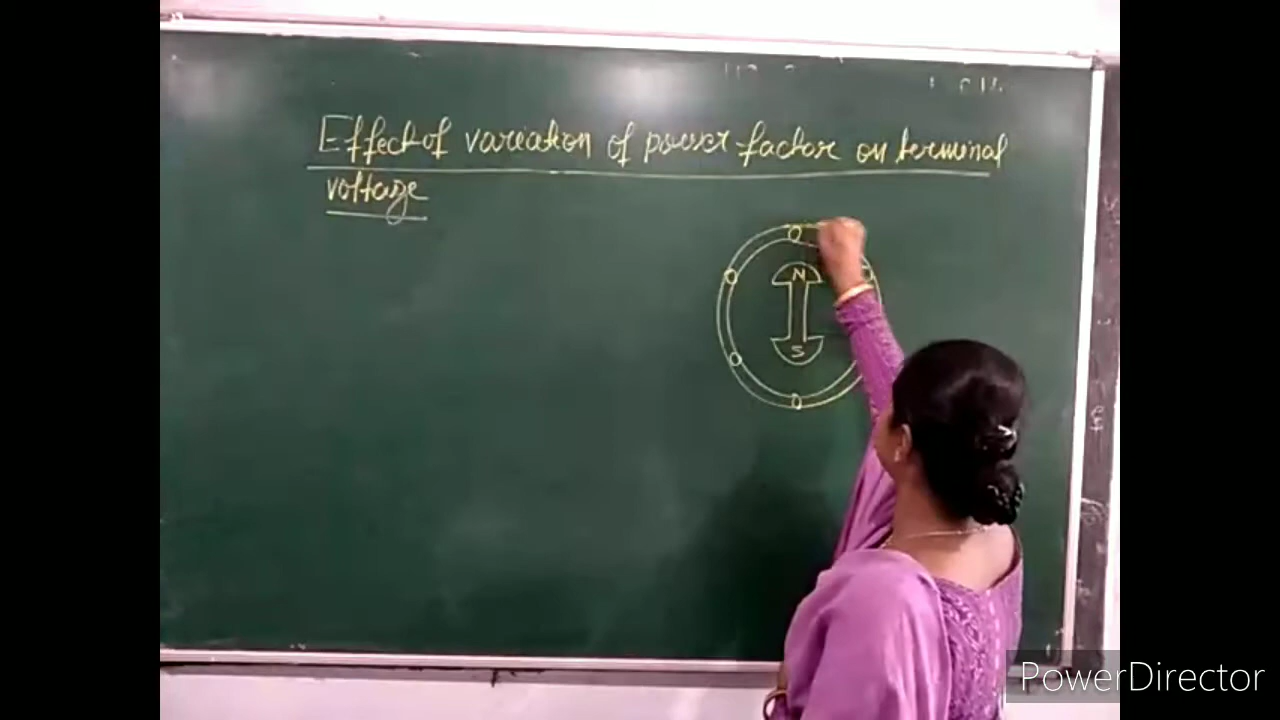 Effect of variation of power factor on terminal
voltage
N
S
PowerDirector